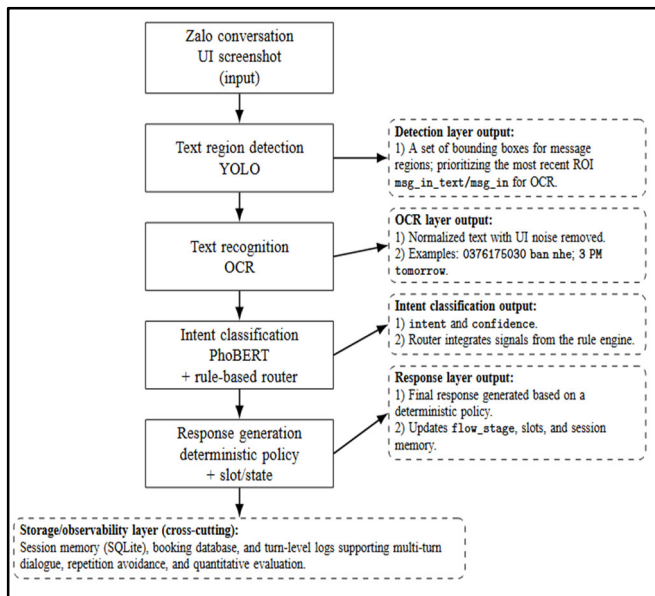 Zalo conversation
UI screenshot
(input)
Text region detection
YOLO
Detection layer output:
1) A set of bounding boxes for message
regions; prioritizing the most recent ROI
msg_in_text/msg_in for OCR.
Text recognition
OCR
OCR layer output:
1) Normalized text with UI noise removed.
2) Examples: 0376175030 ban nhe; 3 PM
tomorrow.
Intent classification
PhoBERT
+ rule-based router
Intent classification output:
1) intent and confidence.
2) Router integrates signals from the rule engine.
Response generation
deterministic policy
+ slot/state
Response layer output:
1) Final response generated based on a
deterministic policy.
2) Updates flow_stage, slots, and session
memory.
Storage/observability layer (cross-cutting):
Session memory (SQLite), booking database, and turn-level logs supporting multi-turn
dialogue, repetition avoidance, and quantitative evaluation.